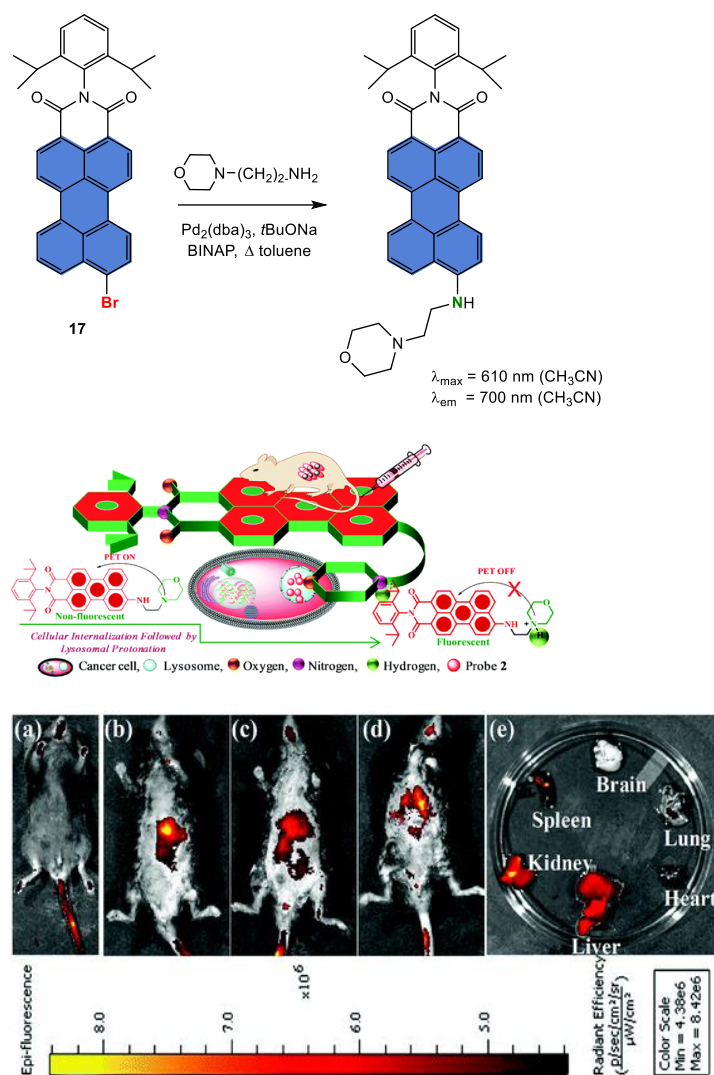 O
N
O
Br
17
O
N
(CH2)2-NH2
Pd2(dba)3, tBuONa
BINAP, Δ toluene
O
N
O
NH
N
O
λmax = 610 nm (CH3CN)
λem = 700 nm (CH3CN)
PET ON
O
N
O
NH
N
O
Non-fluorescent
Cellular Internalization Followed by
Lysosomal Protonation
PET OFF
X
O
N
O
NH
N
+
H
O
Fluorescent
Cancer cell, Lysosome, Oxygen, Nitrogen, Hydrogen, Probe 2
(a)
(b)
(c)
(d)
(e)
Brain
Spleen
Lung
Kidney
Heart
Liver
Epi-fluorescence
8.0
7.0
×10⁶
6.0
5.0
Radiant Efficiency
(p/sec/cm²/sr
µW/cm²)
Color Scale
Min = 4.38e6
Max = 8.42e6